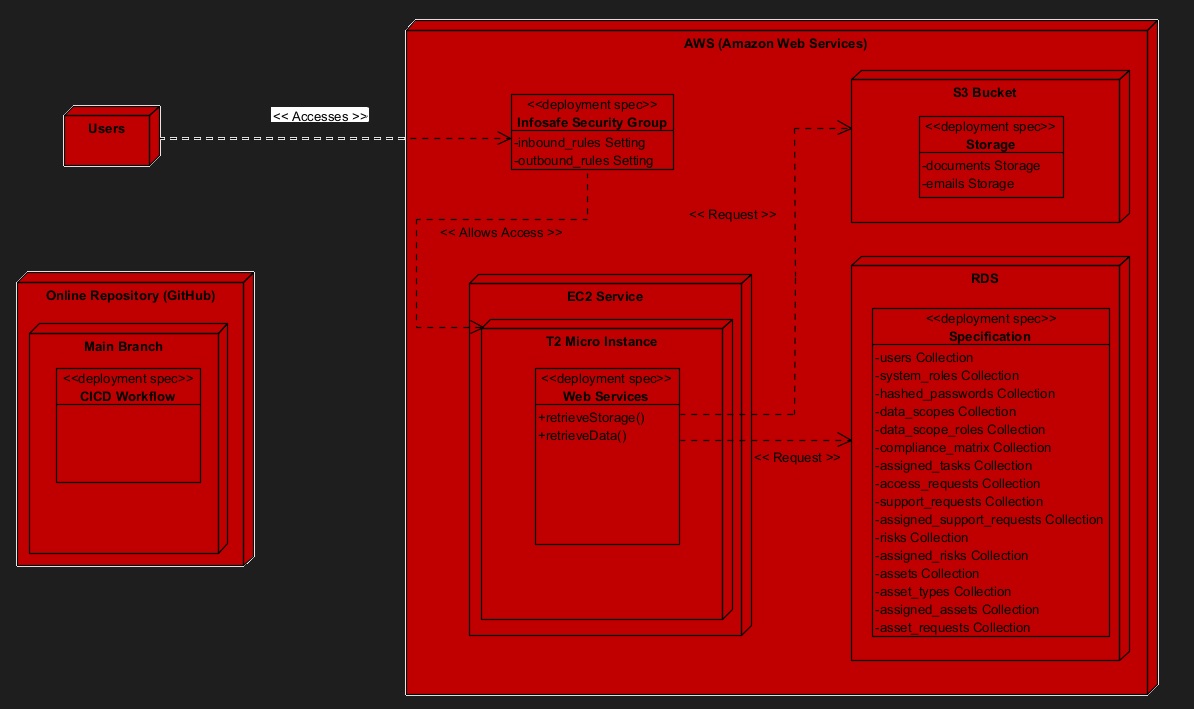 AWS (Amazon Web Services)
Users
<< Accesses >>
<<deployment spec>>
Infosafe Security Group
-inbound_rules Setting
-outbound_rules Setting
<< Allows Access >>
S3 Bucket
<<deployment spec>>
Storage
-documents Storage
-emails Storage
<< Request >>
Online Repository (GitHub)
Main Branch
<<deployment spec>>
CICD Workflow
EC2 Service
T2 Micro Instance
<<deployment spec>>
Web Services
+retrieveStorage()
+retrieveData()
<< Request >>
RDS
<<deployment spec>>
Specification
-users Collection
-system_roles Collection
-hashed_passwords Collection
-data_scopes Collection
-data_scope_roles Collection
-compliance_matrix Collection
-assigned_tasks Collection
-access_requests Collection
-support_requests Collection
-assigned_support_requests Collection
-risks Collection
-assigned_risks Collection
-assets Collection
-asset_types Collection
-assigned_assets Collection
-asset_requests Collection